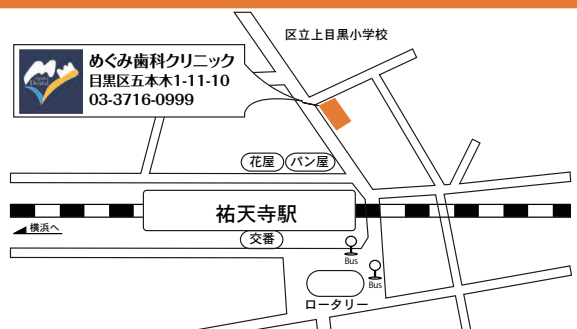 区立上目黒小学校
めぐみ歯科クリニック
目黒区五本木1-11-10
03-3716-0999
Dental
花屋 パン屋
祐天寺駅
横浜へ
交番
Bus
Bus
ロータリー